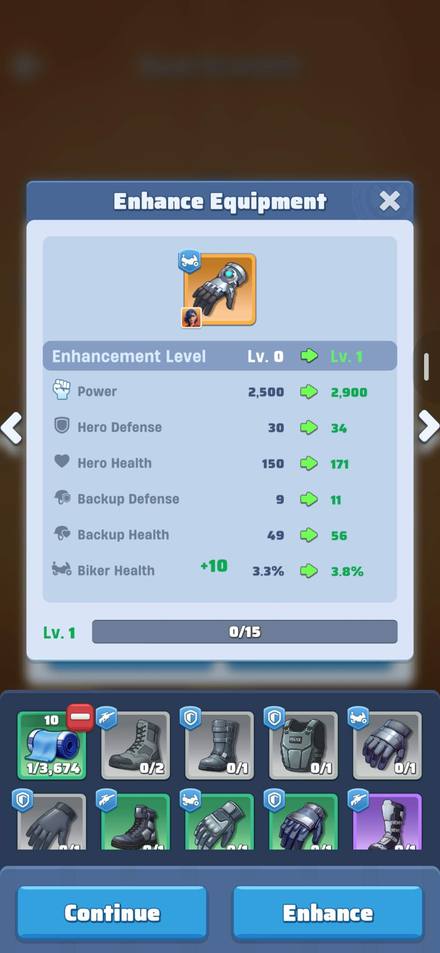 Enhance Equipment
Enhancement Level Lv. 0 Lv. 1
Power 2,500 2,900
Hero Defense 30 34
Hero Health 150 171
Backup Defense 9 11
Backup Health 49 56
Biker Health +10 3.3% 3.8%
Lv. 1 0/15
10
1/3,674 0/2 0/1 0/1 0/1
Continue Enhance